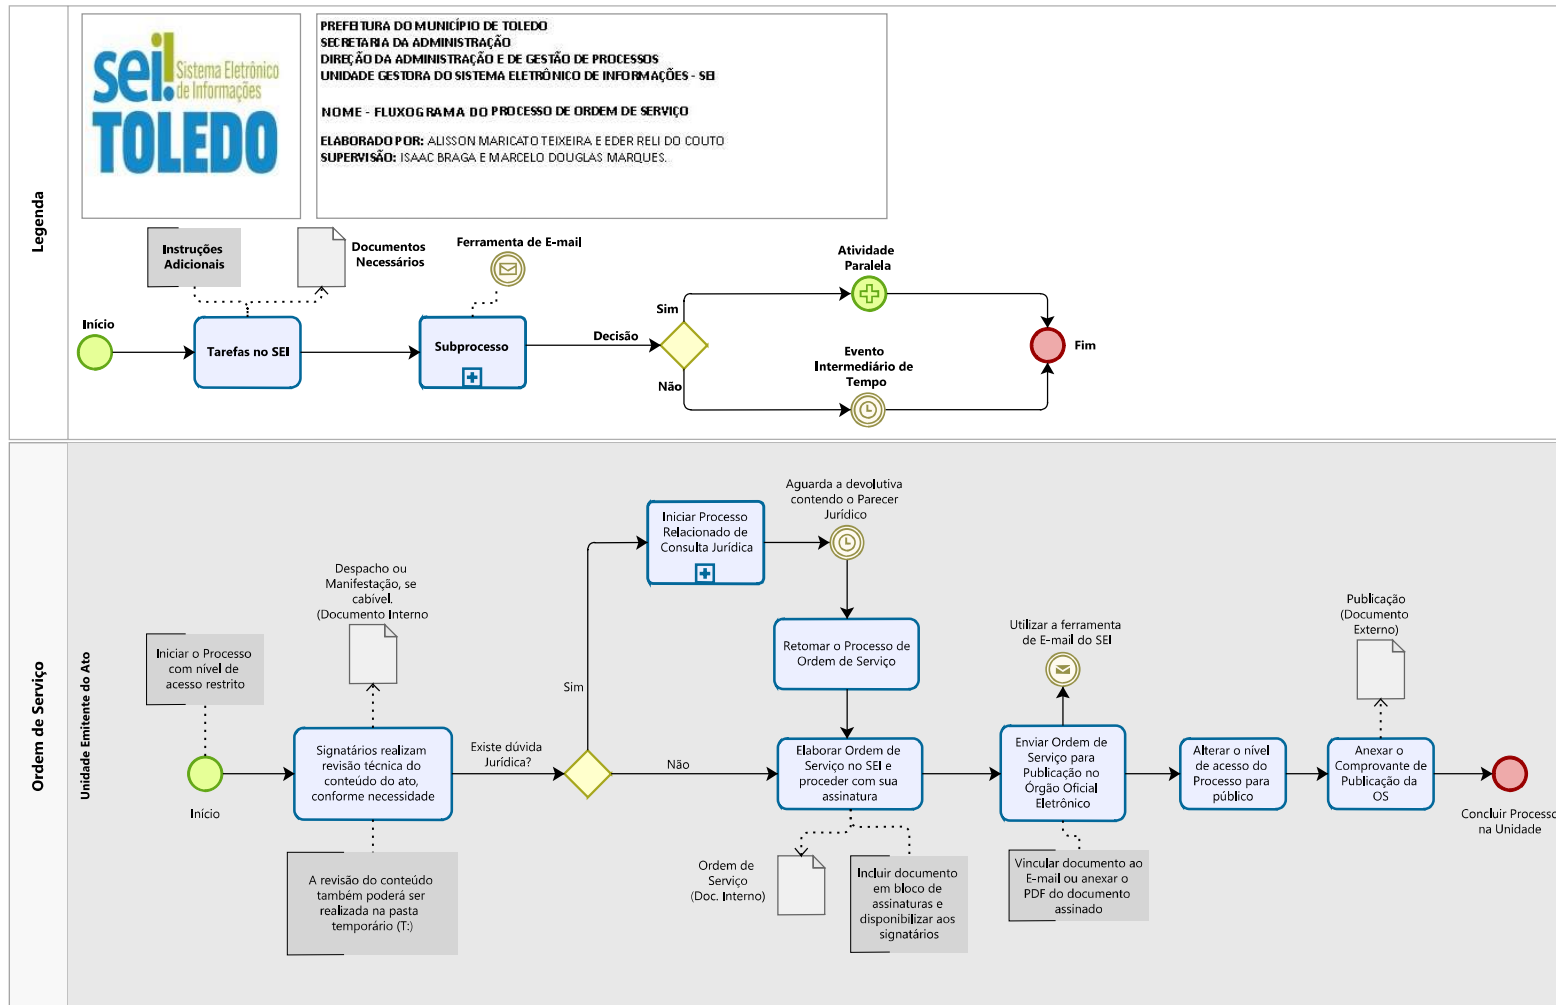 sei! Sistema Eletrônico
de Informações
TOLEDO
PREFEITURA DO MUNICÍPIO DE TOLEDO
SECRETARIA DA ADMINISTRAÇÃO
DIREÇÃO DA ADMINISTRAÇÃO E DE GESTÃO DE PROCESSOS
UNIDADE GESTORA DO SISTEMA ELETRÔNICO DE INFORMAÇÕES - SEI
NOME - FLUXOGRAMA DO PROCESSO DE ORDEM DE SERVIÇO
ELABORADO POR: ALISSON MARICATO TEIXEIRA E EDER RELI DO COUTO
SUPERVISÃO: ISAAC BRAGA E MARCELO DOUGLAS MARQUES.
Legenda
Instruções
Adicionais
Documentos
Necessários
Ferramenta de E-mail
Atividade
Paralela
Início
Tarefas no SEI
Subprocesso
Decisão
Sim
Não
Evento
Intermediário de
Tempo
Fim
Ordem de Serviço
Unidade Emitente do Ato
Iniciar o Processo
com nível de
acesso restrito
Início
Despacho ou
Manifestação, se
cabível.
(Documento Interno
Signatários realizam
revisão técnica do
conteúdo do ato,
conforme necessidade
A revisão do conteúdo
também poderá ser
realizada na pasta
temporário (T:)
Existe dúvida
Jurídica?
Sim
Não
Iniciar Processo
Relacionado de
Consulta Jurídica
Aguarda a devolutiva
contendo o Parecer
Jurídico
Retomar o Processo de
Ordem de Serviço
Elaborar Ordem de
Serviço no SEI e
proceder com sua
assinatura
Ordem de
Serviço
(Doc. Interno)
Incluir documento
em bloco de
assinaturas e
disponibilizar aos
signatários
Utilizar a ferramenta
de E-mail do SEI
Enviar Ordem de
Serviço para
Publicação no
Órgão Oficial
Eletrônico
Vincular documento ao
E-mail ou anexar o
PDF do documento
assinado
Alterar o nível
de acesso do
Processo para
público
Publicação
(Documento
Externo)
Anexar o
Comprovante de
Publicação da
OS
Concluir Processo
na Unidade